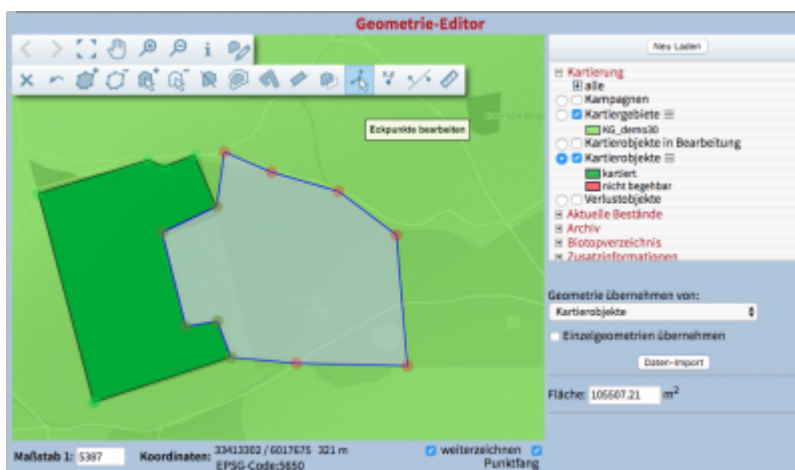 Geometrie-Editor
Neu Laden
Kartierung
alle
Kampagnen
Kartiergebiete
KG_demo30
Kartierobjekte in Bearbeitung
Kartierobjekte
kartiert
nicht begehbar
Verlustobjekte
Aktuelle Bestände
Archiv
Biotopverzeichnis
Zusatzinformationen
Eckpunkte bearbeiten
Geometrie übernehmen von:
Kartierobjekte
Einzelgeometrien übernehmen
Daten-Import
Fläche: 105507.21 m²
Maßstab 1: 5387
Koordinaten: 33413302 / 6017675 321 m
EPSG-Code:5650
weiterzeichnen
Punktfang